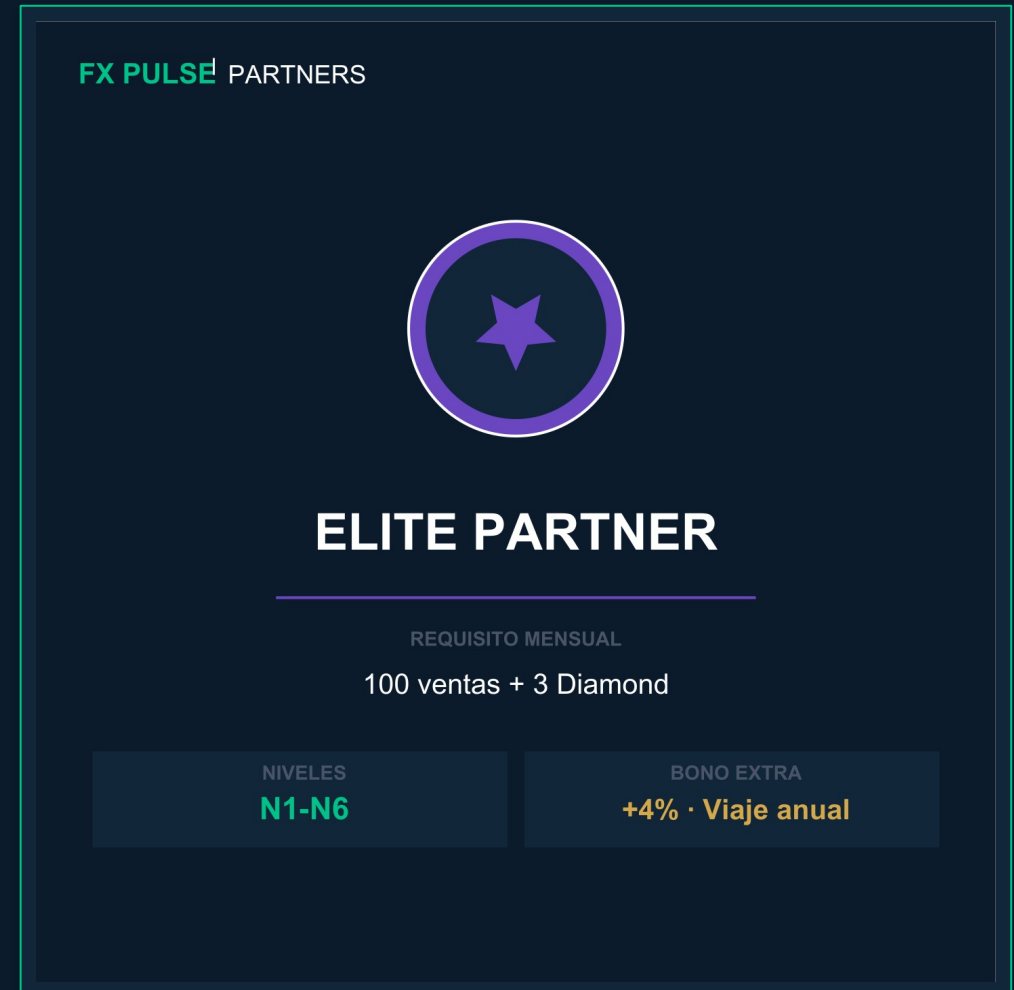 FX PULSE PARTNERS
ELITE PARTNER
REQUISITO MENSUAL
100 ventas + 3 Diamond
NIVELES
N1-N6
BONO EXTRA
+4% · Viaje anual